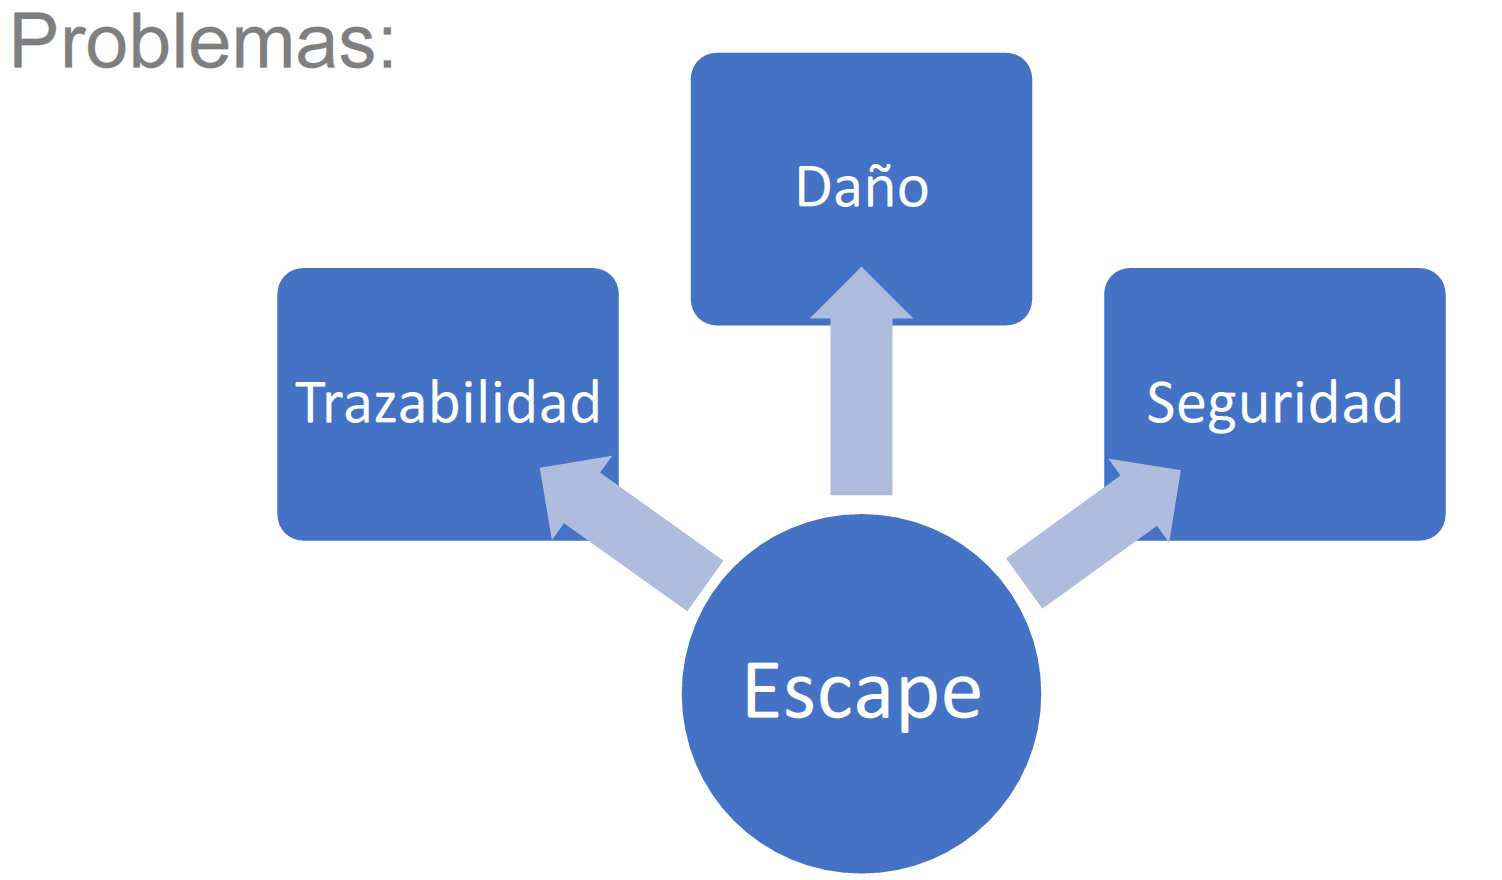 Problemas:
Daño
Trazabilidad
Seguridad
Escape